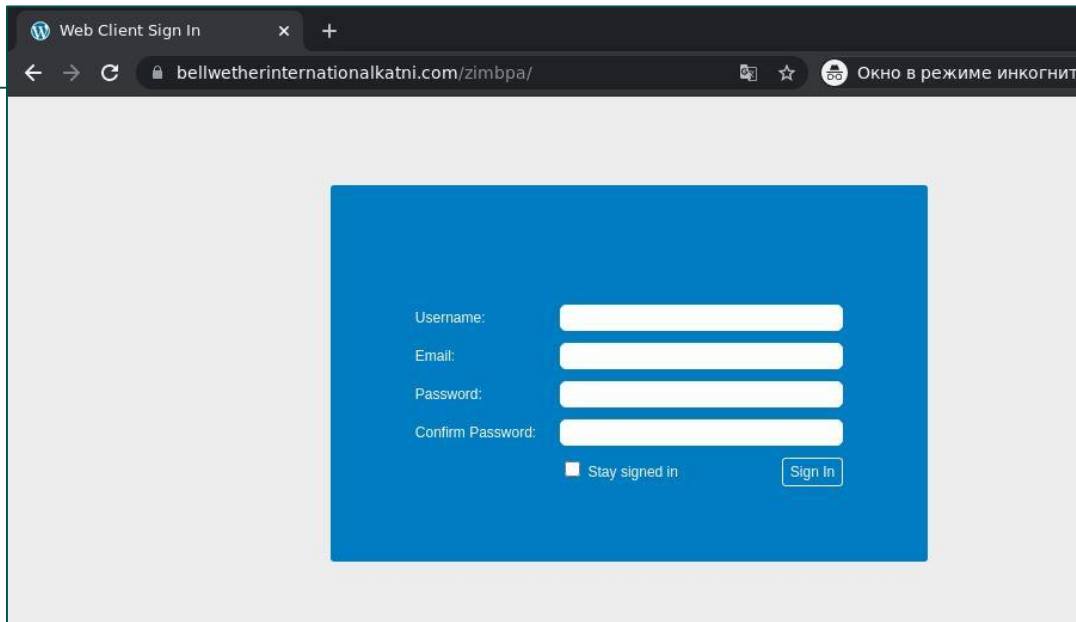 Web Client Sign In
bellwetherinternationalkatni.com/zimbpa/
Окно в режиме инкогнит
Username:
Email:
Password:
Confirm Password:
Stay signed in
Sign In